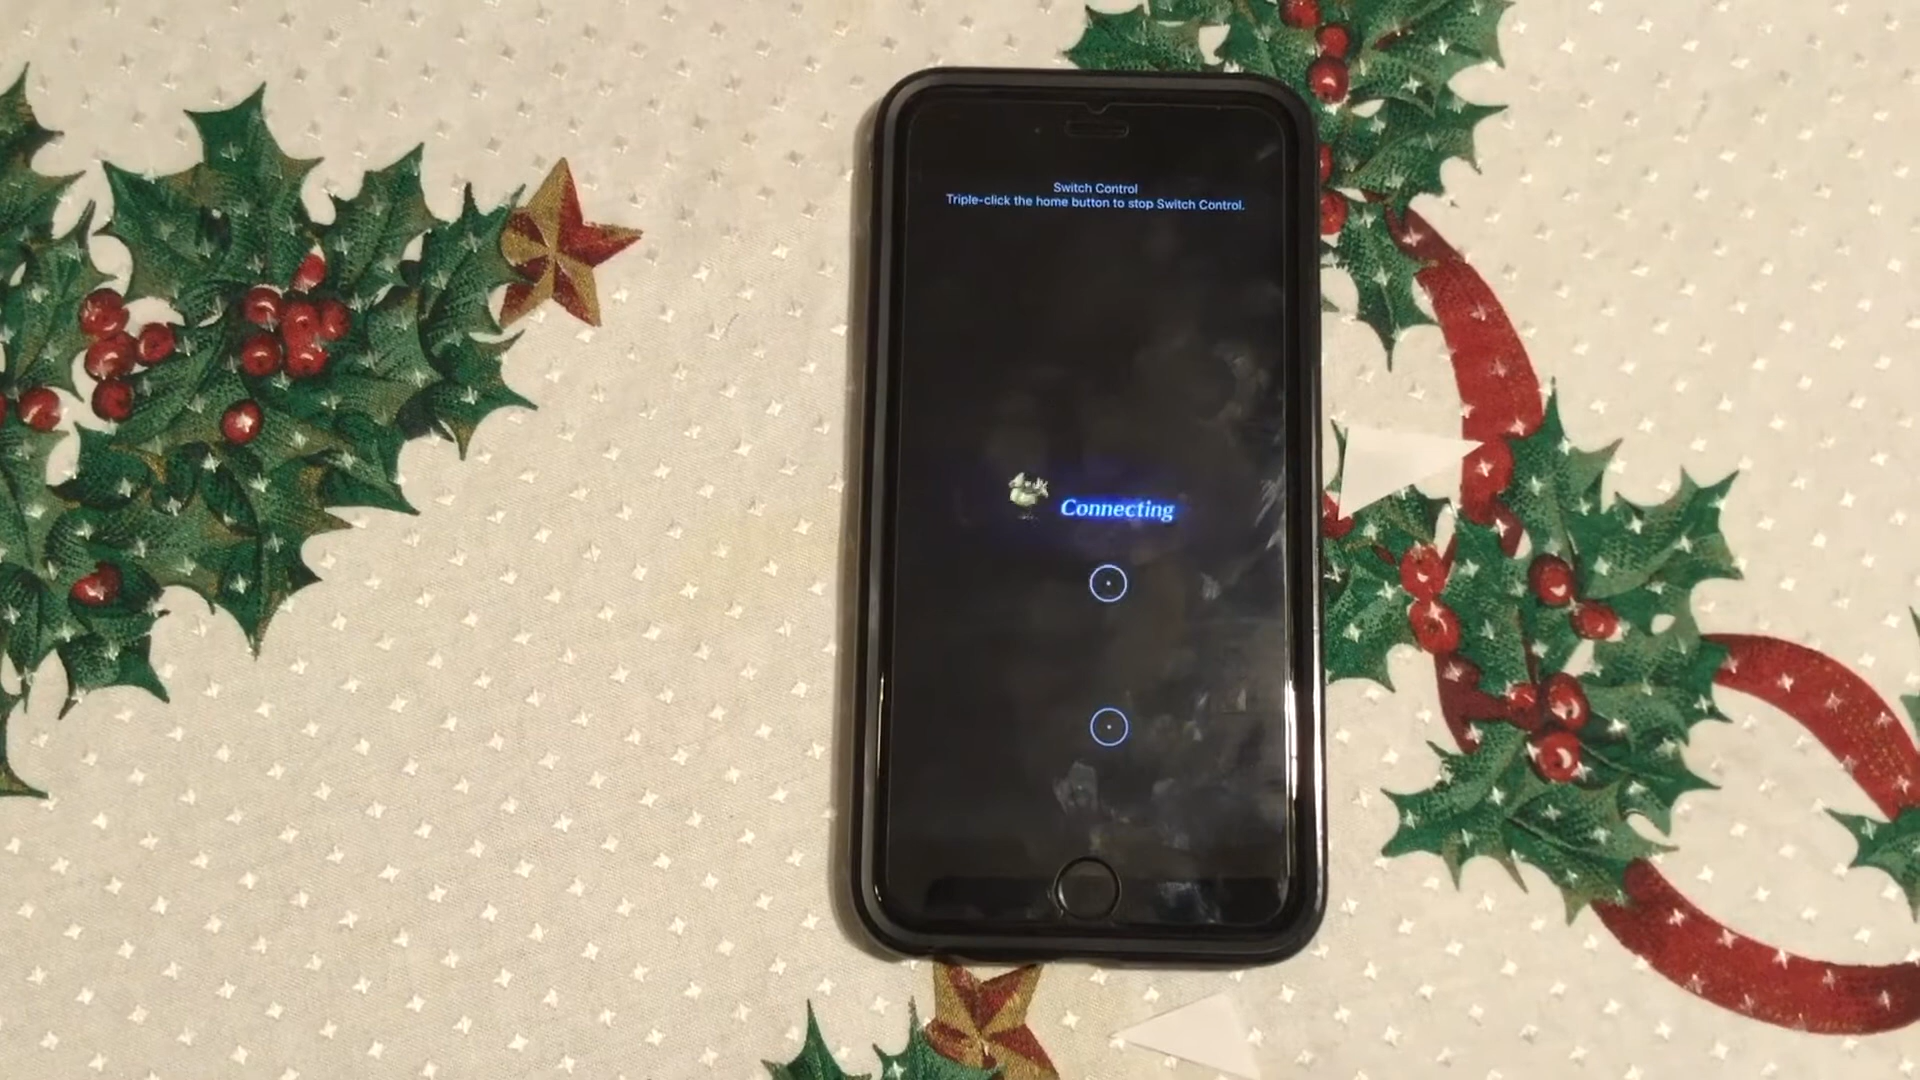 Switch Control
Triple-click the home button to stop Switch Control.
Connecting